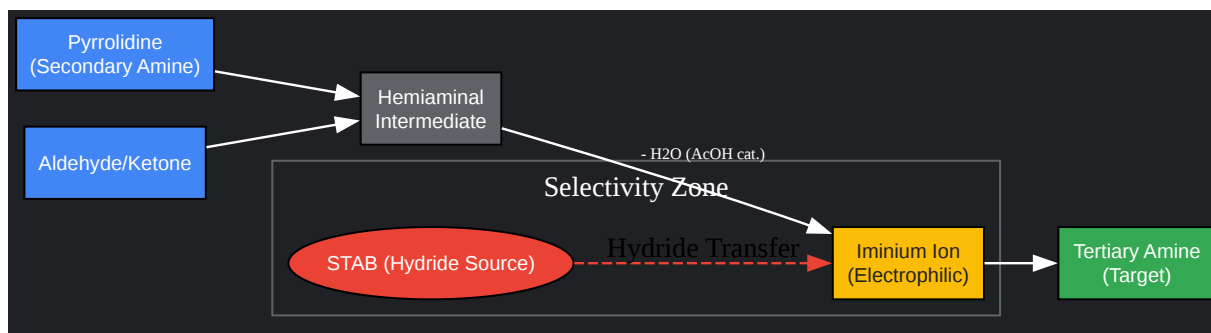 Pyrrolidine
(Secondary Amine)
Aldehyde/Ketone
Hemiaminal
Intermediate
- H2O (AcOH cat.)
Selectivity Zone
STAB (Hydride Source)
Hydride Transfer
Iminium Ion
(Electrophilic)
Tertiary Amine
(Target)